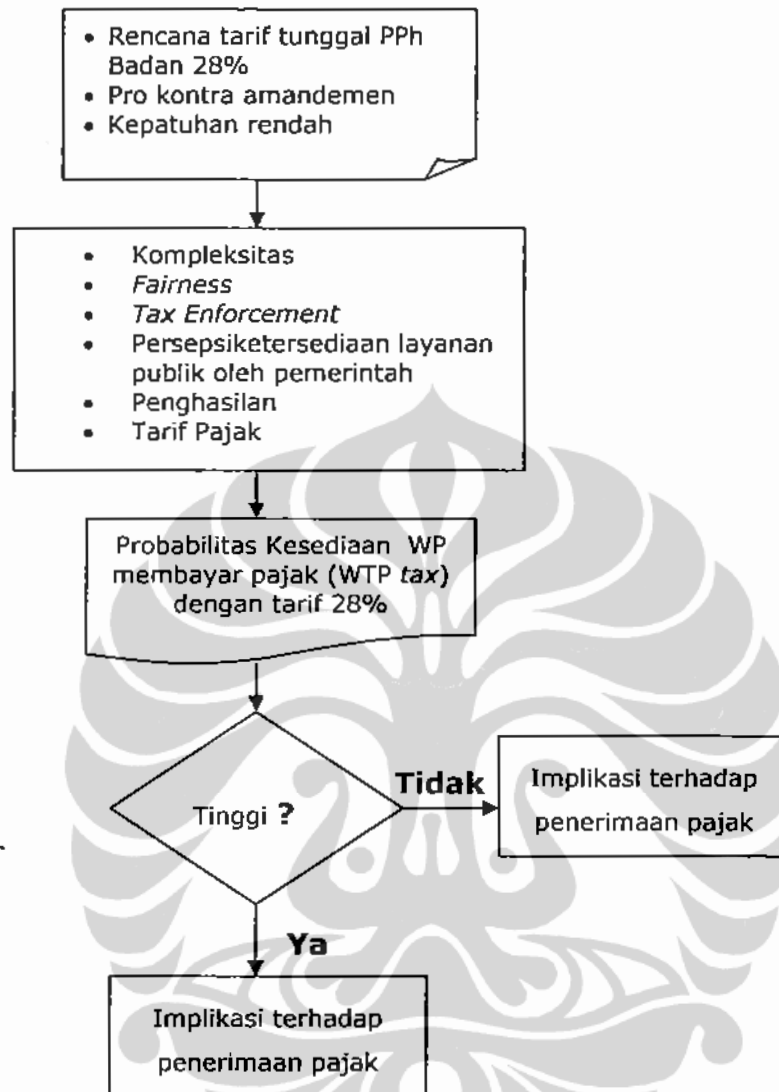 • Rencana tarif tunggal PPh
Badan 28%
• Pro kontra amandemen
• Kepatuhan rendah
• Kompleksitas
• Fairness
• Tax Enforcement
• Persepsiketersediaan layanan
publik oleh pemerintah
• Penghasilan
• Tarif Pajak
Probabilitas Kesediaan WP
membayar pajak (WTP tax)
dengan tarif 28%
Tinggi ?
Tidak
Implikasi terhadap
penerimaan pajak
Ya
Implikasi terhadap
penerimaan pajak